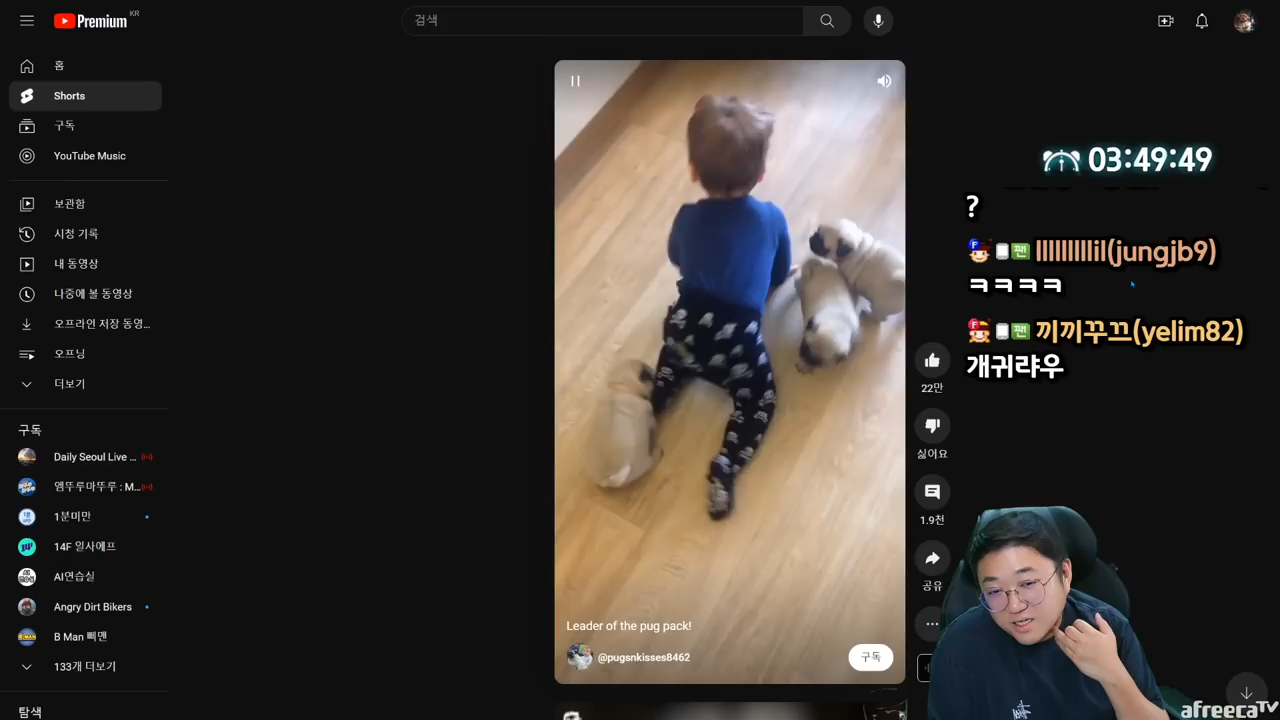 Premium KR
검색
홈
Shorts
구독
YouTube Music
보관함
시청 기록
내 동영상
나중에 볼 동영상
오프라인 저장 동영...
오프닝
더보기
구독
Daily Seoul Live ...
엠뚜루마뚜루 : M...
1분미만
14F 일사에프
AI연습실
Angry Dirt Bikers
B Man 삐맨
133개 더보기
탐색
Leader of the pug pack!
@pugsnkisses8462
구독
22만
싫어요
1.9천
공유
03:49:49
?
llllllllllil(jungjb9)
ㅋㅋㅋㅋ
끼끼꾸끄(yelim82)
개귀랴우
afreecaTV